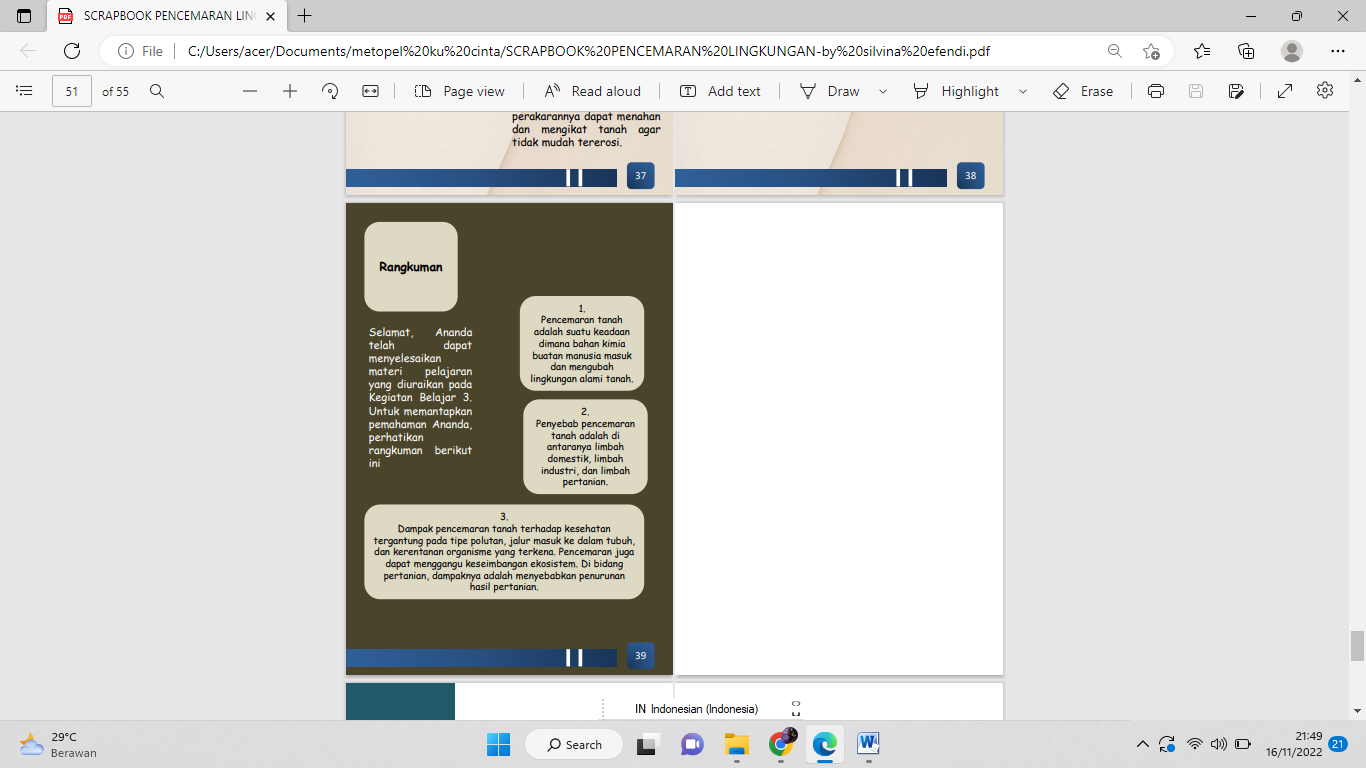 SCRAPBOOK PENCEMARAN LIN
File
C:/Users/acer/Documents/metopel%20ku%20cinta/SCRAPBOOK%20PENCEMARAN%20LINGKUNGAN-by%20silvina%20efendi.pdf
51 of 55
Page view
Read aloud
Add text
Draw
Highlight
Erase
perakarannya dapat menahan
dan mengikat tanah agar
tidak mudah tererosi.
37
38
Rangkuman
Selamat, Ananda
telah dapat
menyelesaikan
materi pelajaran
yang diuraikan pada
Kegiatan Belajar 3.
Untuk memantapkan
pemahaman Ananda,
perhatikan
rangkuman berikut
ini
1.
Pencemaran tanah
adalah suatu keadaan
dimana bahan kimia
buatan manusia masuk
dan mengubah
lingkungan alami tanah.
2.
Penyebab pencemaran
tanah adalah di
antaranya limbah
domestik, limbah
industri, dan limbah
pertanian.
3.
Dampak pencemaran tanah terhadap kesehatan
tergantung pada tipe polutan, jalur masuk ke dalam tubuh,
dan kerentanan organisme yang terkena. Pencemaran juga
dapat menggangu keseimbangan ekosistem. Di bidang
pertanian, dampaknya adalah menyebabkan penurunan
hasil pertanian.
39
IN Indonesian (Indonesia)
29°C
Berawan
Search
21:49
16/11/2022
21